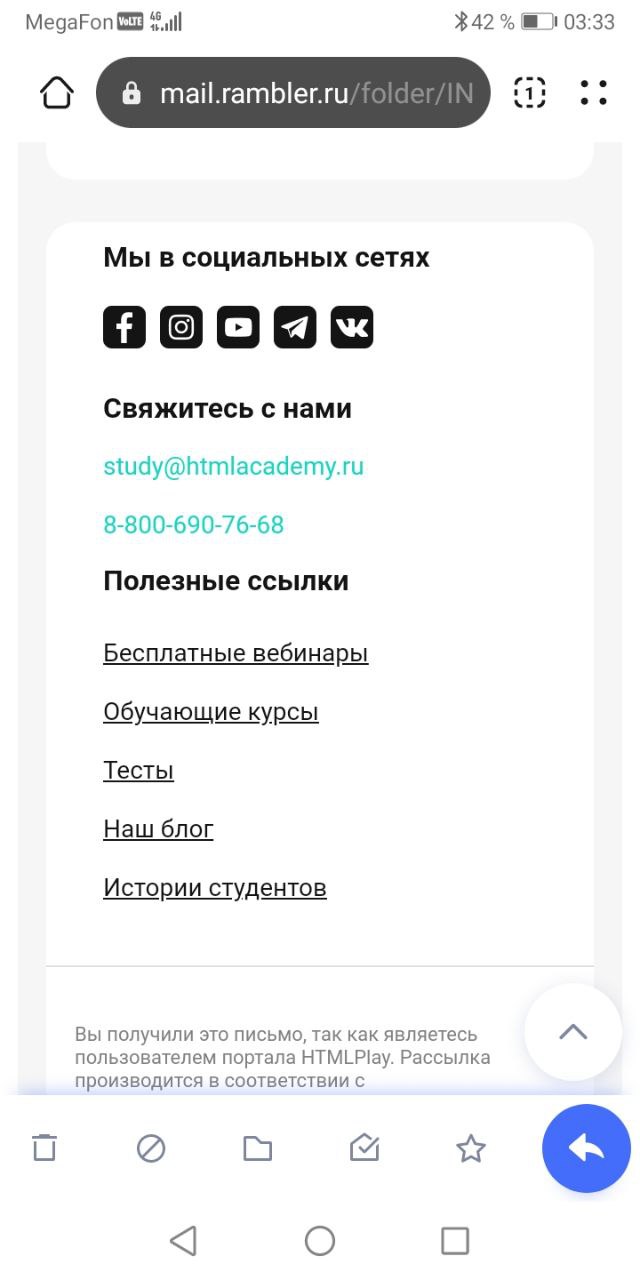 MegaFon VoLTE 4G 42 % 03:33
mail.rambler.ru/folder/IN
1
Мы в социальных сетях
Свяжитесь с нами
study@htmlacademy.ru
8-800-690-76-68
Полезные ссылки
Бесплатные вебинары
Обучающие курсы
Тесты
Наш блог
Истории студентов
Вы получили это письмо, так как являетесь
пользователем портала HTMLPlay. Рассылка
производится в соответствии с